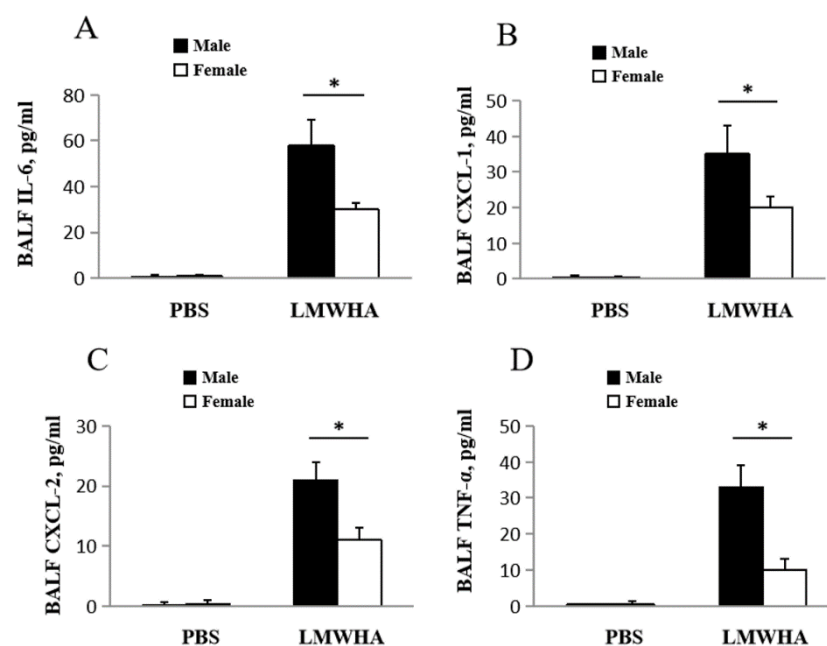 A
Male
Female
*
BALF IL-6, pg/ml
80
60
40
20
0
PBS LMWHA
B
Male
Female
*
BALF CXCL-1, pg/ml
50
40
30
20
10
0
PBS LMWHA
C
Male
Female
*
BALF CXCL-2, pg/ml
30
20
10
0
PBS LMWHA
D
Male
Female
*
BALF TNF-α, pg/ml
50
40
30
20
10
0
PBS LMWHA